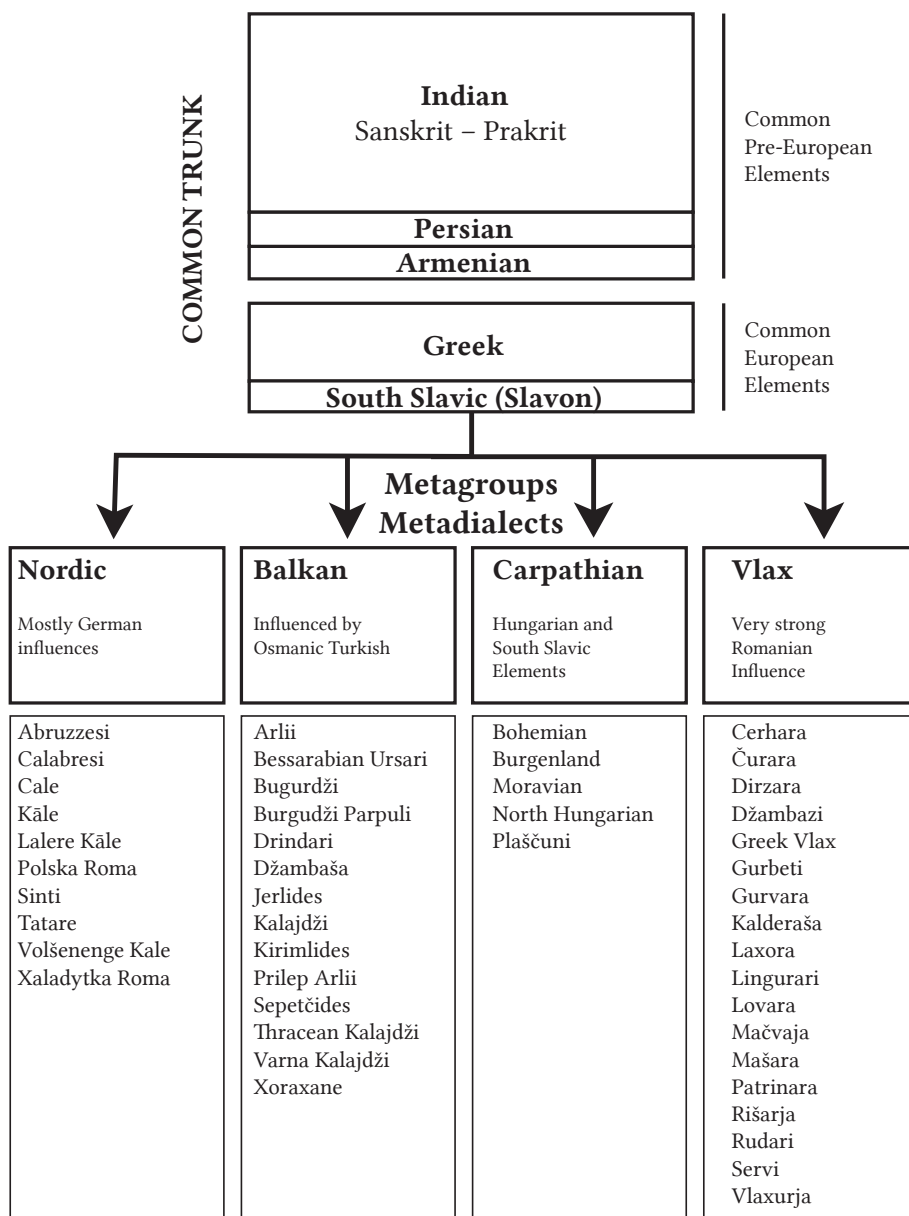 COMMON TRUNK
Indian
Sanskrit – Prakrit
Persian
Armenian
Common
Pre-European
Elements
Greek
South Slavic (Slavon)
Common
European
Elements
Metagroups
Metadialects
Nordic
Mostly German
influences
Abruzzesi
Calabresi
Cale
Kāle
Lalere Kāle
Polska Roma
Sinti
Tatare
Volšenenge Kale
Xaladytka Roma
Balkan
Influenced by
Osmanic Turkish
Arlii
Bessarabian Ursari
Bugurdži
Burgudži Parpuli
Drindari
Džambaša
Jerlides
Kalajdži
Kirimlides
Prilep Arlii
Sepetčides
Thracean Kalajdži
Varna Kalajdži
Xoraxane
Carpathian
Hungarian and
South Slavic
Elements
Bohemian
Burgenland
Moravian
North Hungarian
Plaščuni
Vlax
Very strong
Romanian
Influence
Cerhara
Čurara
Dirzara
Džambazi
Greek Vlax
Gurbeti
Gurvara
Kalderaša
Laxora
Lingurari
Lovara
Mačvaja
Mašara
Patrinara
Rišarja
Rudari
Servi
Vlaxurja